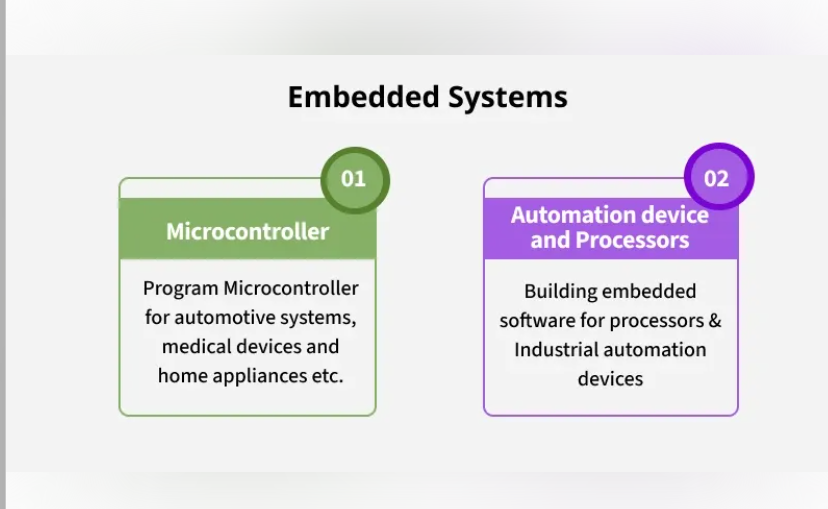 Embedded Systems
01
Microcontroller
Program Microcontroller
for automotive systems,
medical devices and
home appliances etc.
02
Automation device
and Processors
Building embedded
software for processors &
Industrial automation
devices